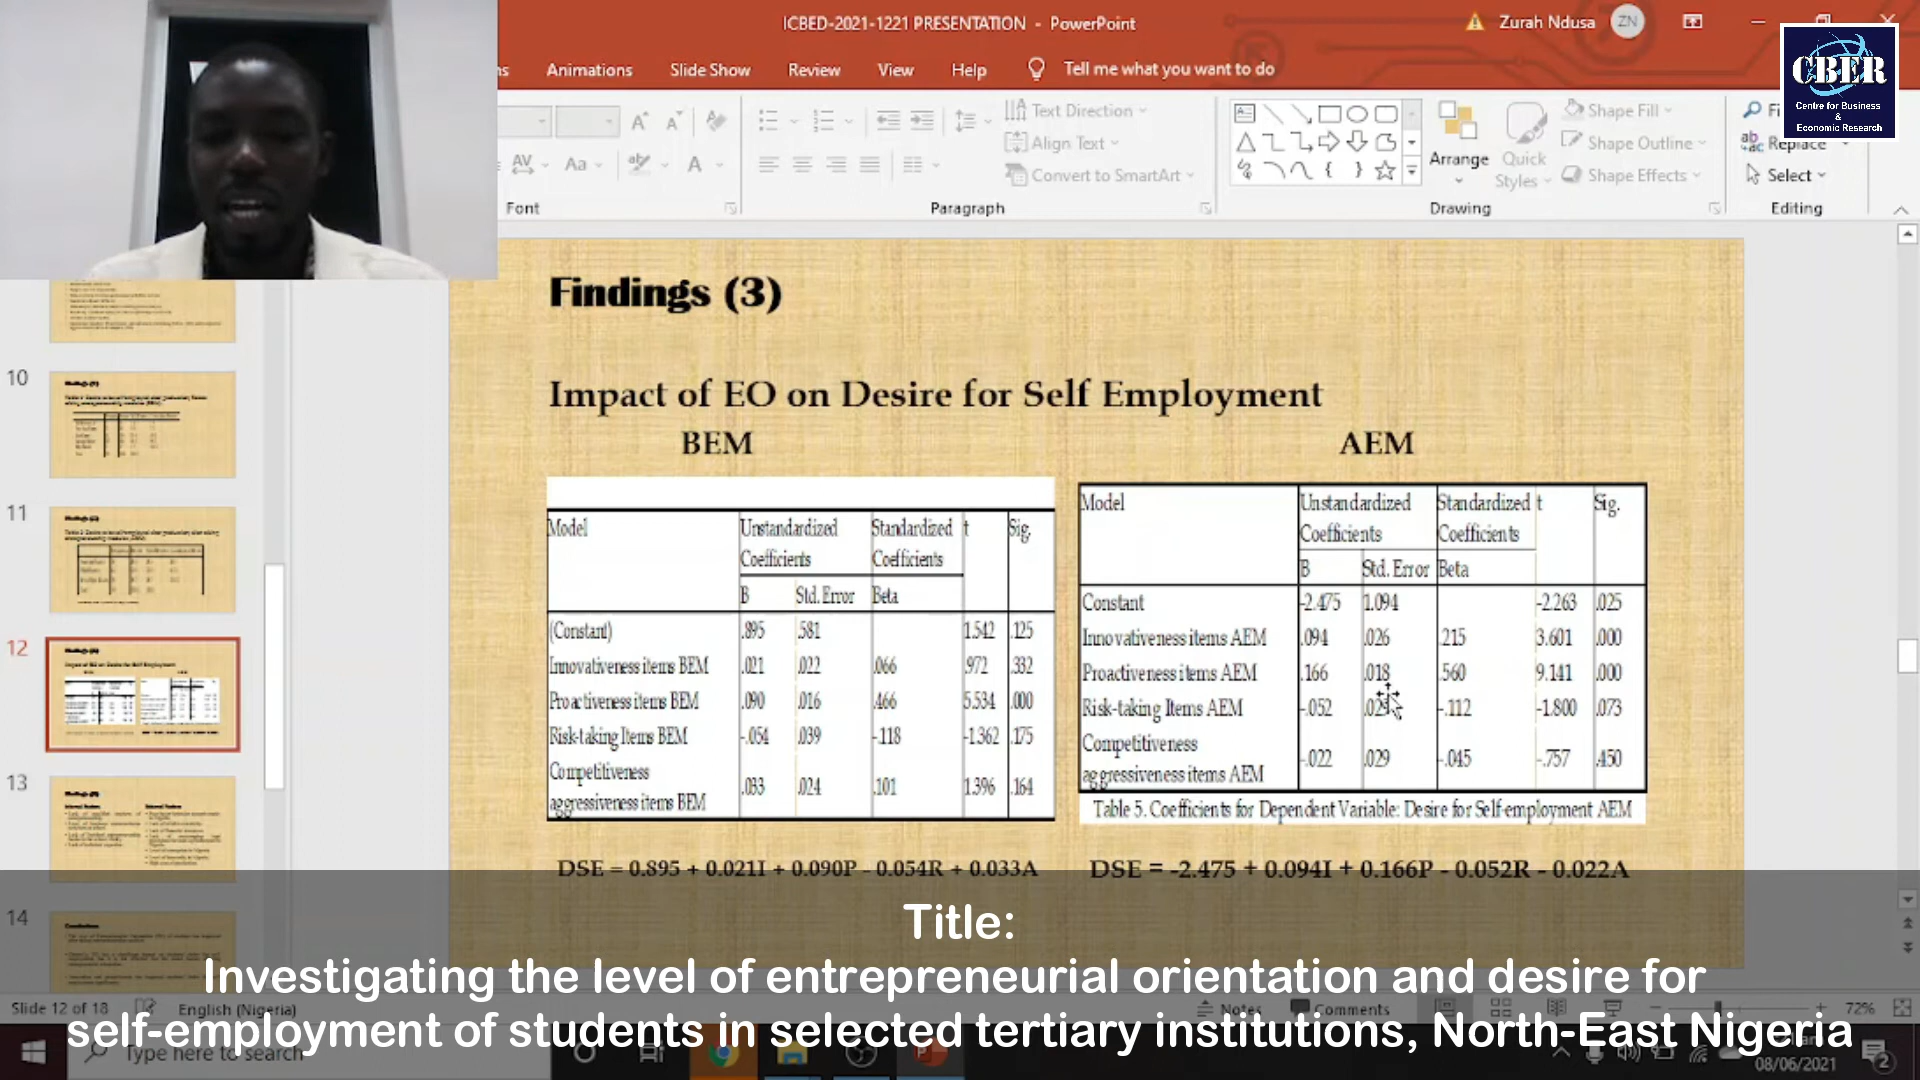 ICBED-2021-1221 PRESENTATION - PowerPoint
Zurah Ndusa
ZN
ns Animations Slide Show Review View Help Tell me what you want to do
CBER
Centre for Business
&
Economic Research
Text Direction
Align Text
Convert to SmartArt
Arrange
Quick
Styles
Shape Fill
Shape Outline
Shape Effects
Fi
Replace
Select
Font
Paragraph
Drawing
Editing
Findings (3)
Impact of EO on Desire for Self Employment
BEM
AEM
Model Unstandardized Coefficients Standardized Coefficients t Sig.
B Std. Error Beta
(Constant) .895 .581 1.542 .125
Innovativeness items BEM .021 .022 .066 .972 .332
Proactiveness items BEM .090 .016 .466 5.534 .000
Risk-taking Items BEM -.054 .039 -.118 -1.362 .175
Competitiveness
aggressiveness items BEM .033 .024 .101 1.396 .164
Model Unstandardized Coefficients Standardized Coefficients t Sig.
B Std. Error Beta
Constant -2.475 1.094 -2.263 .025
Innovativeness items AEM .094 .026 .215 3.601 .000
Proactiveness items AEM .166 .018 .560 9.141 .000
Risk-taking Items AEM -.052 -.112 -1.800 .073
Competitiveness
aggressiveness items AEM -.022 .029 -.045 -.757 .450
Table 5. Coefficients for Dependent Variable: Desire for Self-employment AEM
DSE = 0.895 + 0.021I + 0.090P - 0.054R + 0.033A
DSE = -2.475 + 0.094I + 0.166P - 0.052R - 0.022A
10
11
12
13
14
Title:
Investigating the level of entrepreneurial orientation and desire for
self-employment of students in selected tertiary institutions, North-East Nigeria
Slide 12 of 18
English (Nigeria)
Notes
Comments
72%
Type here to search
08/06/2021
2